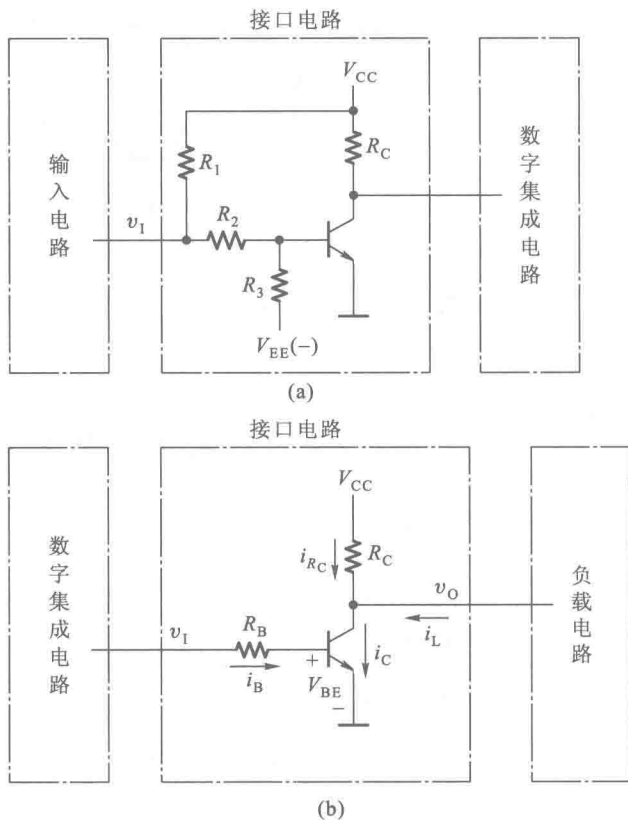 接口电路
V_CC
R_1
R_C
输入电路
v_I
R_2
R_3
V_EE(-)
数字集成电路
(a)
接口电路
V_CC
i_{R_C}
R_C
v_O
数字集成电路
v_I
R_B
i_B
+
V_BE
-
i_C
i_L
负载电路
(b)